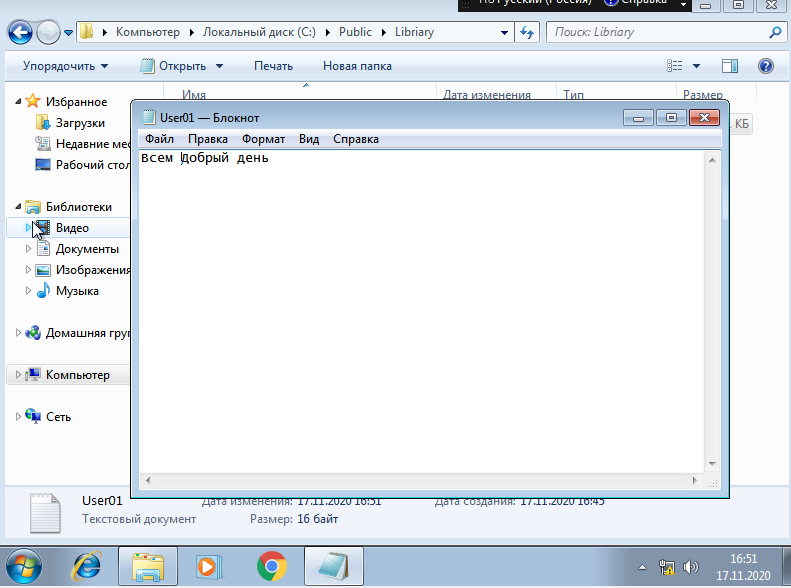 RU Русский (Россия) Справка
Компьютер Локальный диск (C:) Public Libriary
Поиск: Libriary
Упорядочить Открыть Печать Новая папка
Имя Дата изменения Тип Размер
Избранное
Загрузки
Недавние мес
Рабочий стол
Библиотеки
Видео
Документы
Изображения
Музыка
Домашняя груп
Компьютер
Сеть
КБ
User01 — Блокнот
Файл Правка Формат Вид Справка
Всем Добрый день
User01 Дата изменения: 17.11.2020 16:51 Дата создания: 17.11.2020 16:45
Текстовый документ Размер: 16 байт
16:51
17.11.2020